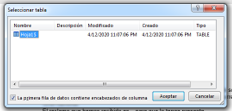 Seleccionar tabla
Nombre Descripción Modificado Creado Tipo
Hoja1$ 4/12/2020 11:07:06 PM 4/12/2020 11:07:06 PM TABLE
La primera fila de datos contiene encabezados de columna Aceptar Cancelar